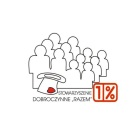 STOWARZYSZENIE
DOBROCZYNNE „RAZEM"
1%